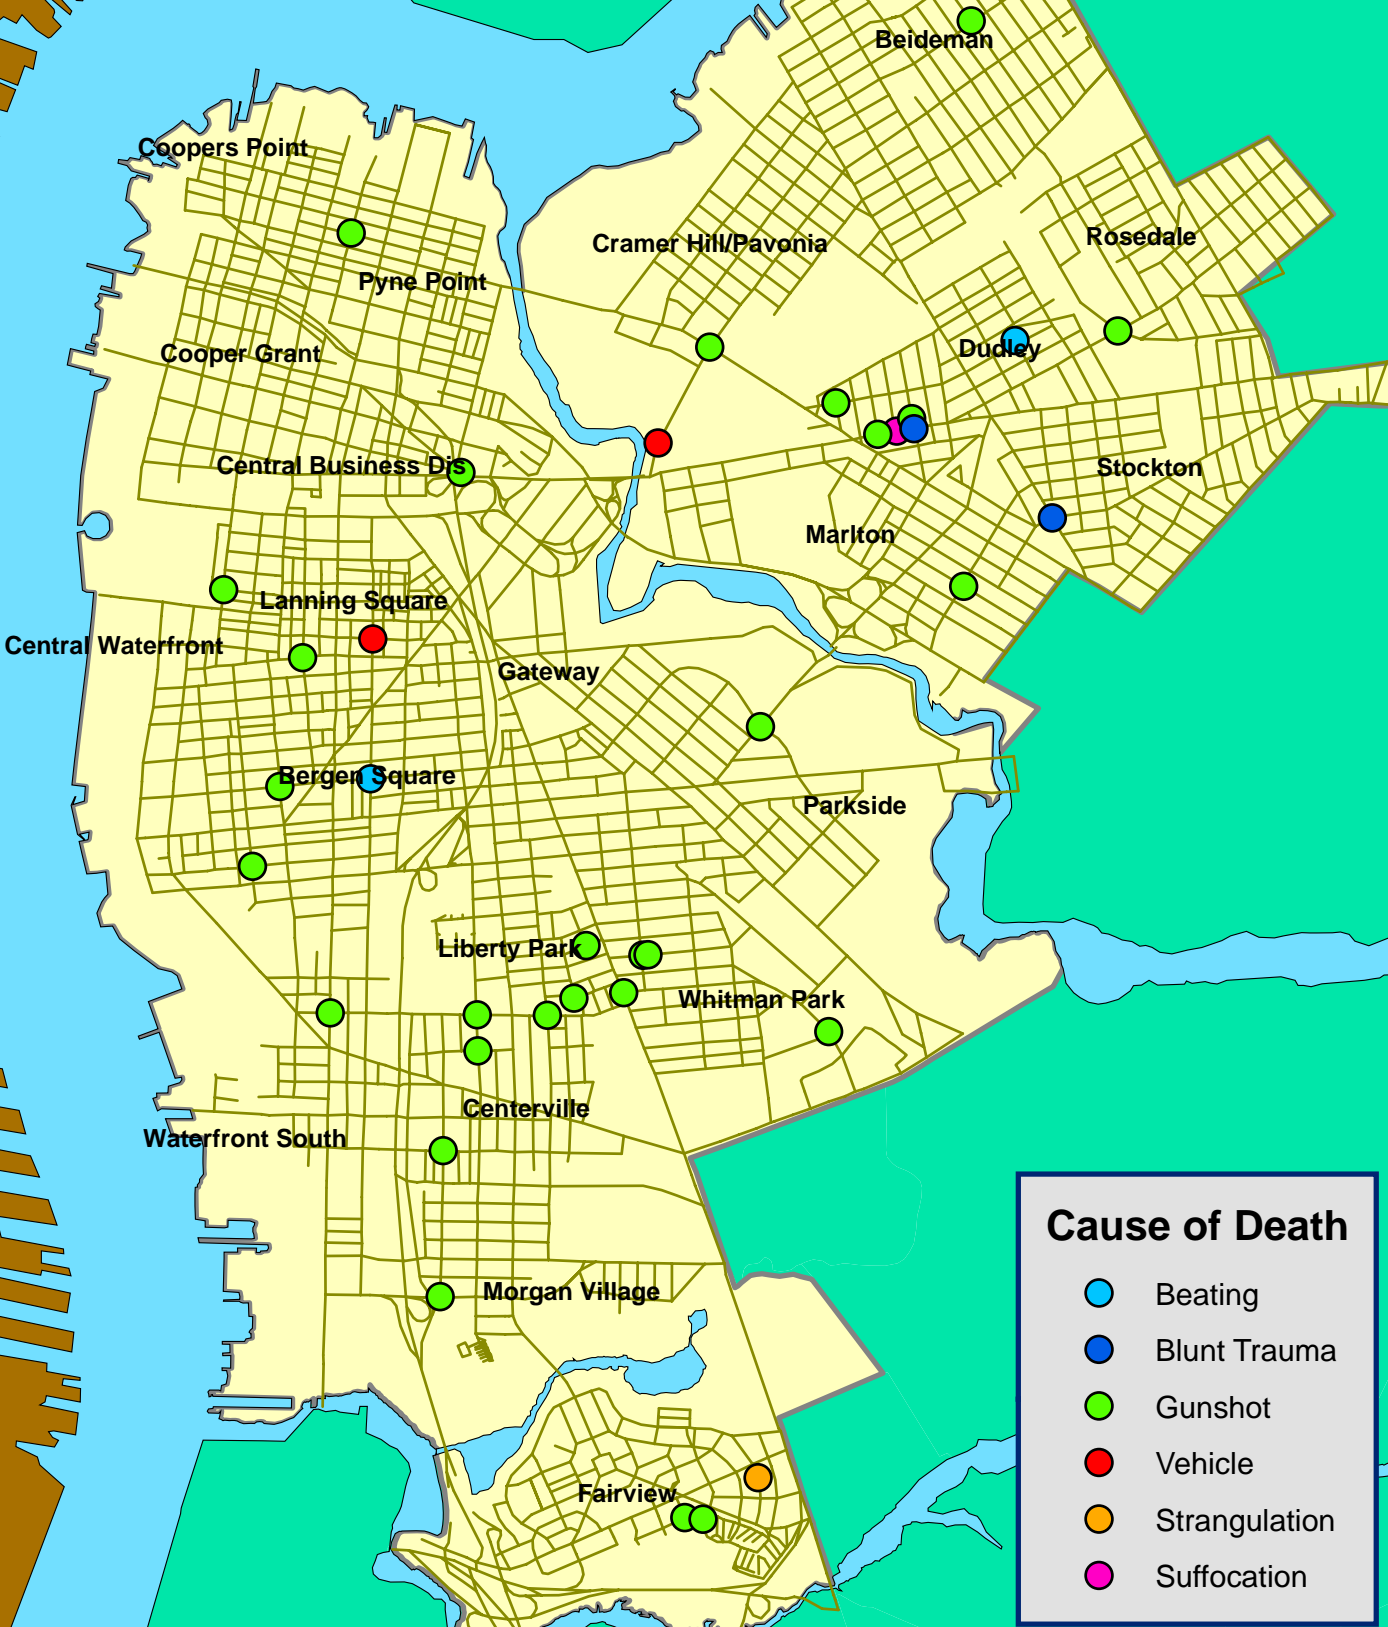 Beideman
Coopers Point
Rosedale
Cramer Hill/Pavonia
Pyne Point
Dudley
Cooper Grant
Central Business Dis
Stockton
Marlton
Lanning Square
Central Waterfront
Gateway
Bergen Square
Parkside
Liberty Park
Whitman Park
Centerville
Waterfront South
Morgan Village
Fairview
Cause of Death
Beating
Blunt Trauma
Gunshot
Vehicle
Strangulation
Suffocation